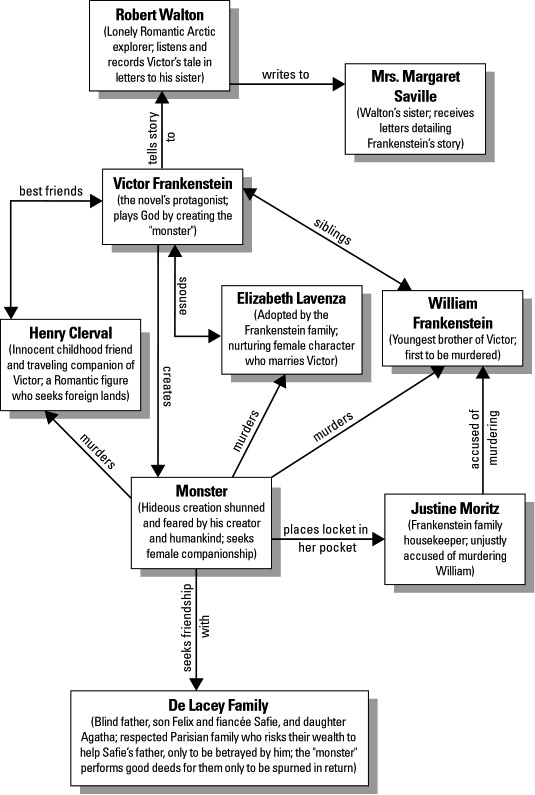 Robert Walton
(Lonely Romantic Arctic
explorer; listens and
records Victor's tale in
letters to his sister)
writes to
Mrs. Margaret
Saville
(Walton's sister; receives
letters detailing
Frankenstein's story)
tells story
to
Victor Frankenstein
(the novel's protagonist;
plays God by creating the
"monster")
best friends
siblings
spouse
Elizabeth Lavenza
(Adopted by the
Frankenstein family;
nurturing female character
who marries Victor)
William
Frankenstein
(Youngest brother of Victor;
first to be murdered)
Henry Clerval
(Innocent childhood friend
and traveling companion of
Victor; a Romantic figure
who seeks foreign lands)
creates
murders
murders
murders
accused of
murdering
Monster
(Hideous creation shunned
and feared by his creator
and humankind; seeks
female companionship)
places locket in
her pocket
Justine Moritz
(Frankenstein family
housekeeper; unjustly
accused of murdering
William)
seeks friendship
with
De Lacey Family
(Blind father, son Felix and fiancée Safie, and daughter
Agatha; respected Parisian family who risks their wealth to
help Safie's father, only to be betrayed by him; the "monster"
performs good deeds for them only to be spurned in return)